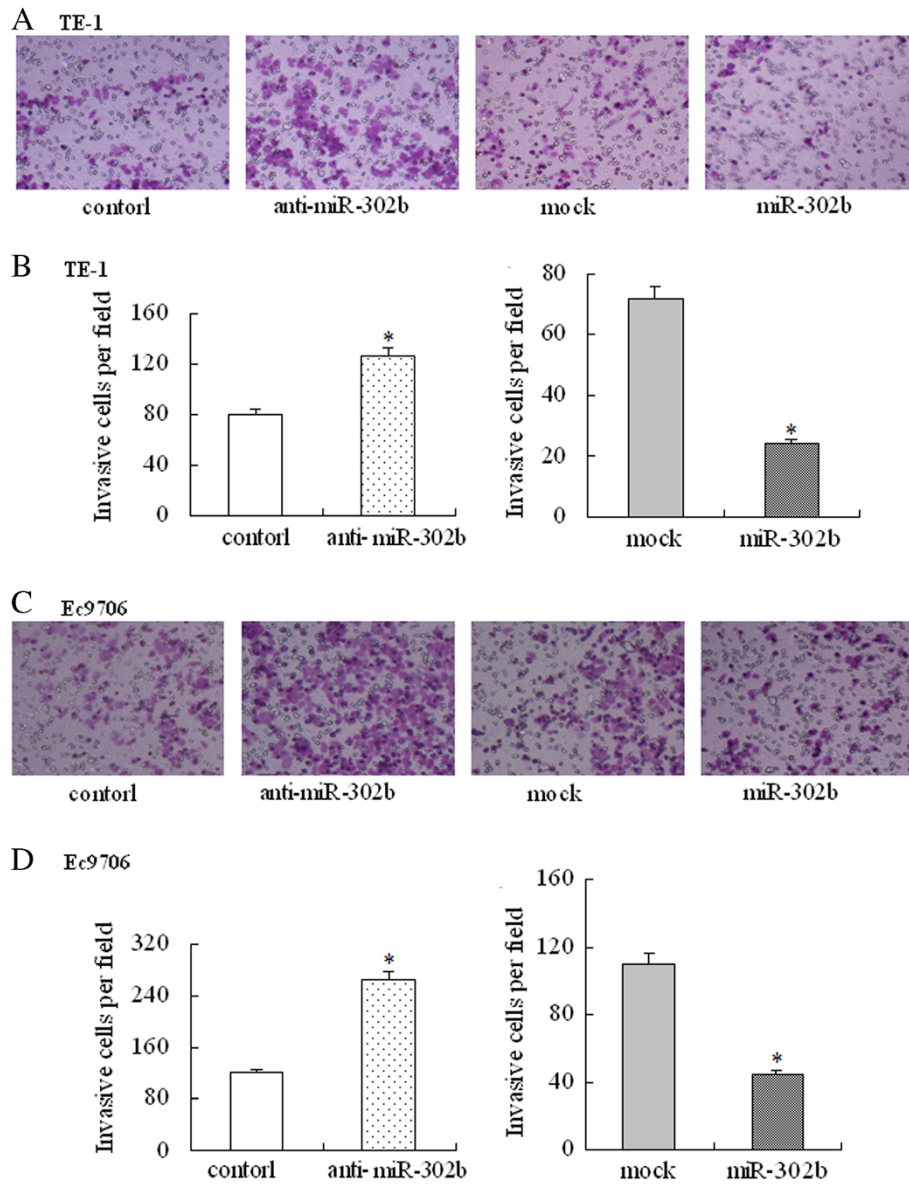 A TE-1
contorl anti-miR-302b mock miR-302b
B TE-1
Invasive cells per field
160
120
80
40
0
*
contorl anti- miR-302b
Invasive cells per field
80
60
40
20
0
*
mock miR-302b
C Ec9706
contorl anti-miR-302b mock miR-302b
D Ec9706
Invasive cells per field
320
240
160
80
0
*
contorl anti- miR-302b
Invasive cells per field
160
120
80
40
0
*
mock miR-302b